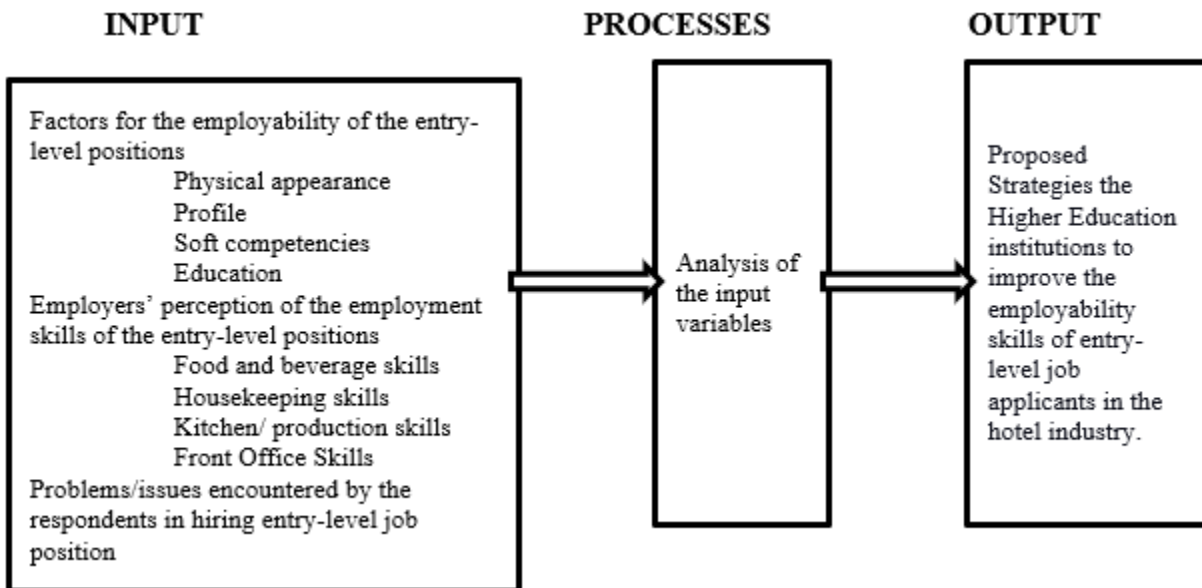 INPUT
PROCESSES
OUTPUT
Factors for the employability of the entry-
level positions
Physical appearance
Profile
Soft competencies
Education
Employers’ perception of the employment
skills of the entry-level positions
Food and beverage skills
Housekeeping skills
Kitchen/ production skills
Front Office Skills
Problems/issues encountered by the
respondents in hiring entry-level job
position
Analysis of
the input
variables
Proposed
Strategies the
Higher Education
institutions to
improve the
employability
skills of entry-
level job
applicants in the
hotel industry.